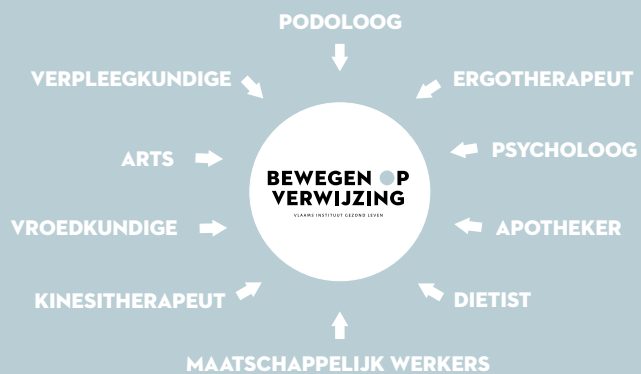 PODOLOOG
VERPLEEGKUNDIGE
ERGOTHERAPEUT
ARTS
PSYCHOLOOG
BEWEGEN OP
VERWIJZING
VLAAMS INSTITUUT GEZOND LEVEN
VROEDKUNDIGE
APOTHEKER
KINESITHERAPEUT
DIETIST
MAATSCHAPPELIJK WERKERS